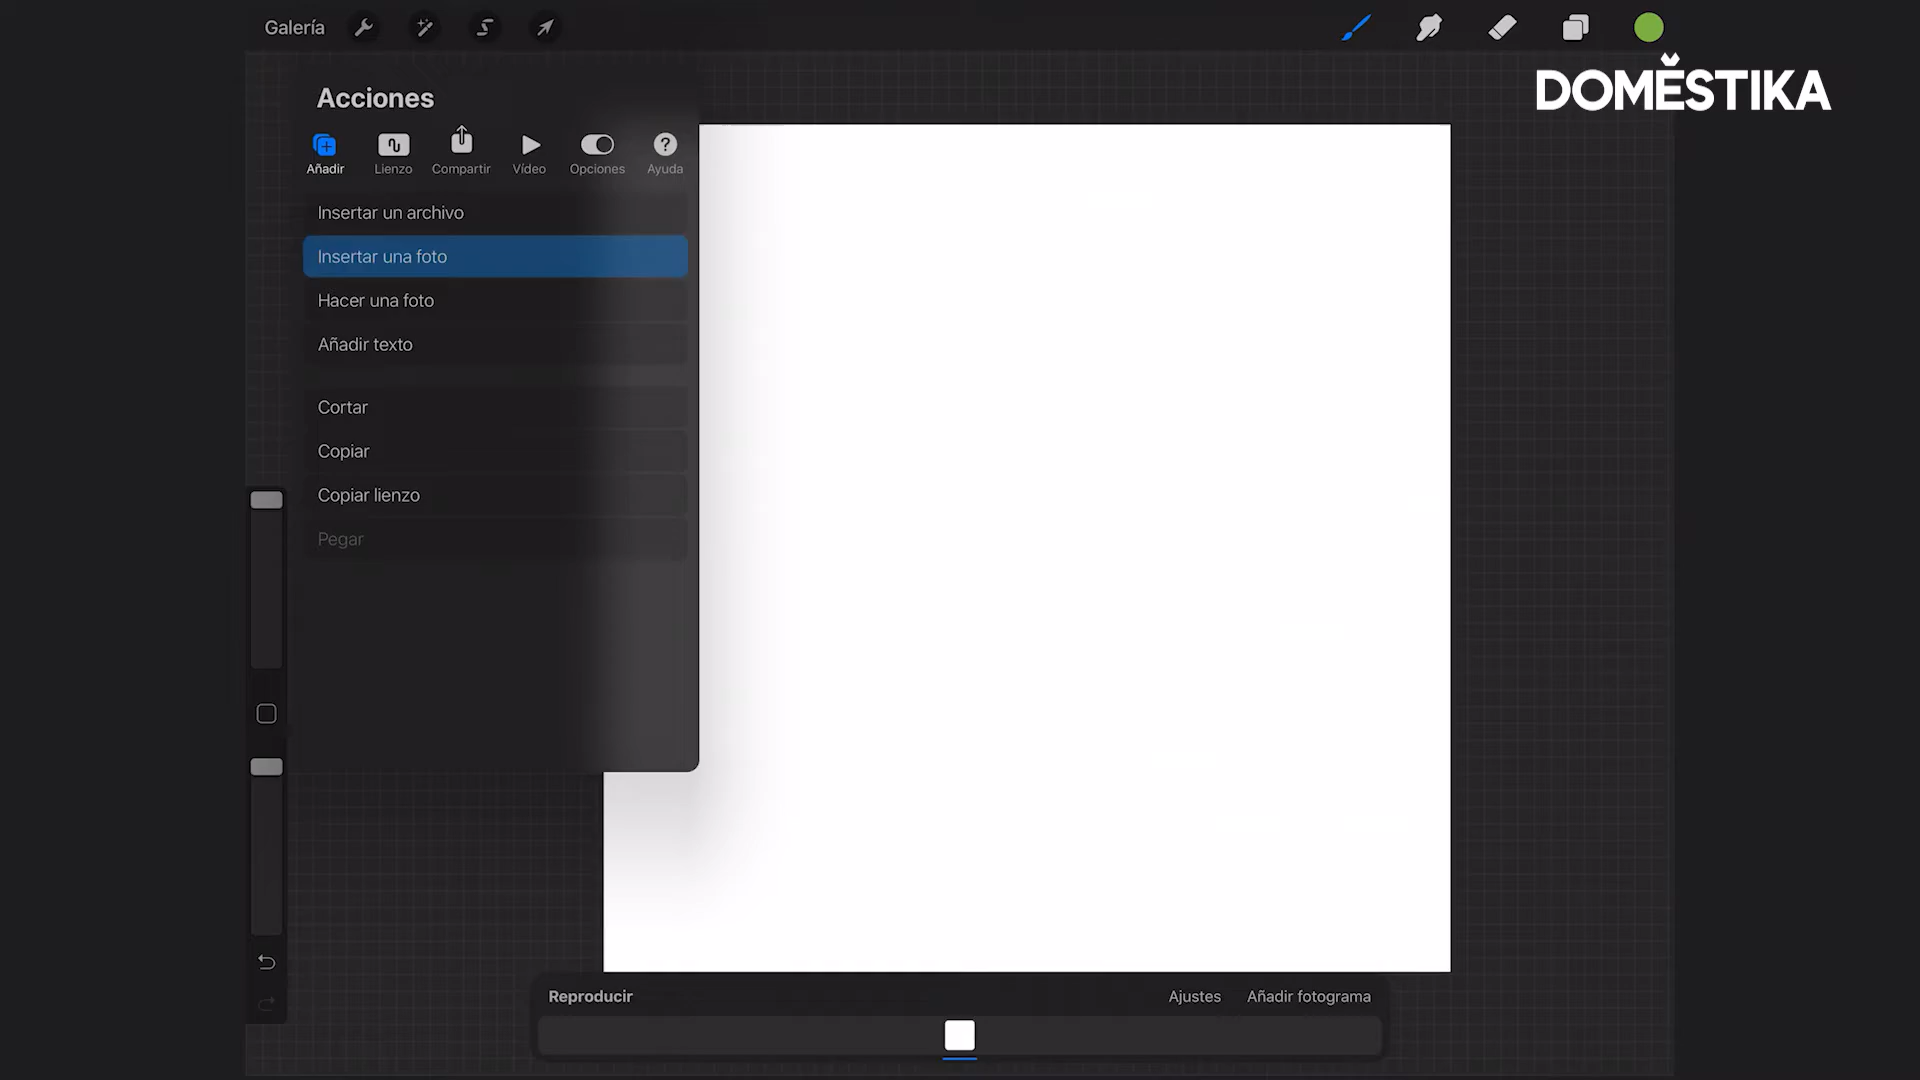 Galería
DOMĚSTIKA
Acciones
Añadir Lienzo Compartir Vídeo Opciones Ayuda
Insertar un archivo
Insertar una foto
Hacer una foto
Añadir texto
Cortar
Copiar
Copiar lienzo
Pegar
Reproducir Ajustes Añadir fotograma